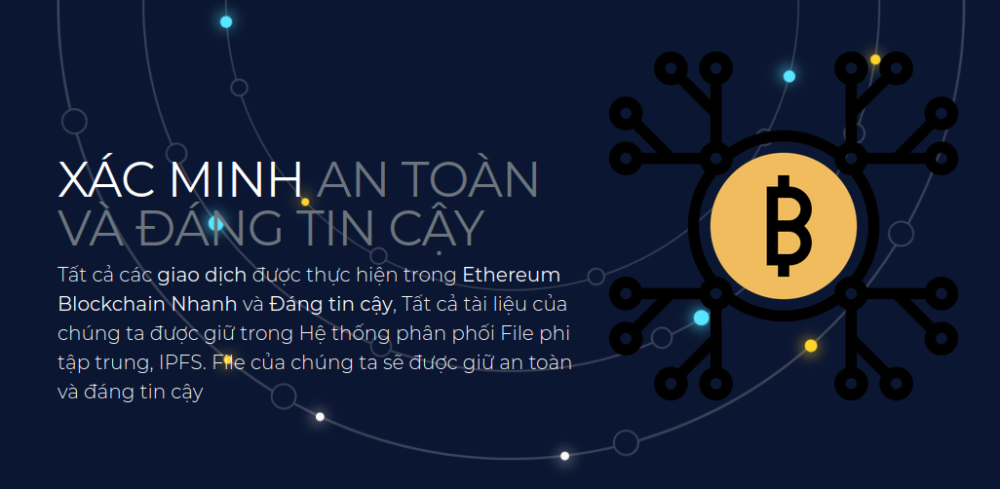 XÁC MINH AN TOÀN
VÀ ĐÁNG TIN CẬY
Tất cả các giao dịch được thực hiện trong Ethereum
Blockchain Nhanh và Đáng tin cậy, Tất cả tài liệu của
chúng ta được giữ trong Hệ thống phân phối File phi
tập trung, IPFS. File của chúng ta sẽ được giữ an toàn
và đáng tin cậy